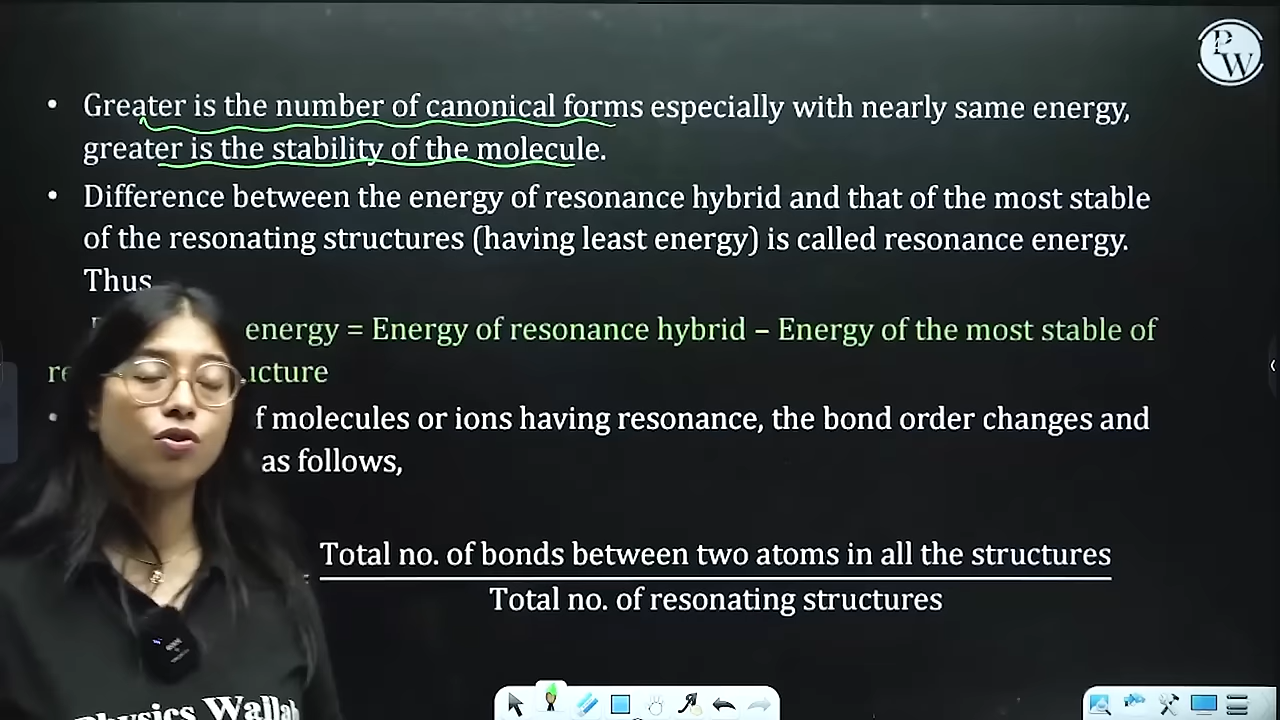 PW
• Greater is the number of canonical forms especially with nearly same energy,
greater is the stability of the molecule.
• Difference between the energy of resonance hybrid and that of the most stable
of the resonating structures (having least energy) is called resonance energy.
Thus
energy = Energy of resonance hybrid – Energy of the most stable of
re ucture
• f molecules or ions having resonance, the bond order changes and
as follows,
Total no. of bonds between two atoms in all the structures
Total no. of resonating structures
Physics Wallah